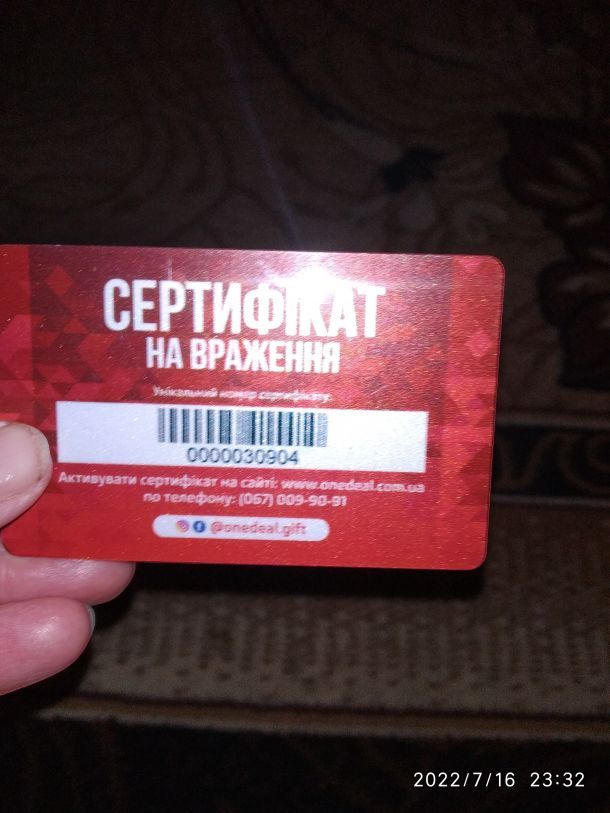 СЕРТИФІКАТ
НА ВРАЖЕННЯ
Унікальний номер сертифікату:
0000030904
Активувати сертифікат на сайті: www.onedeal.com.ua
по телефону: (067) 009-90-91
@onedeal.gift
2022/7/16 23:32